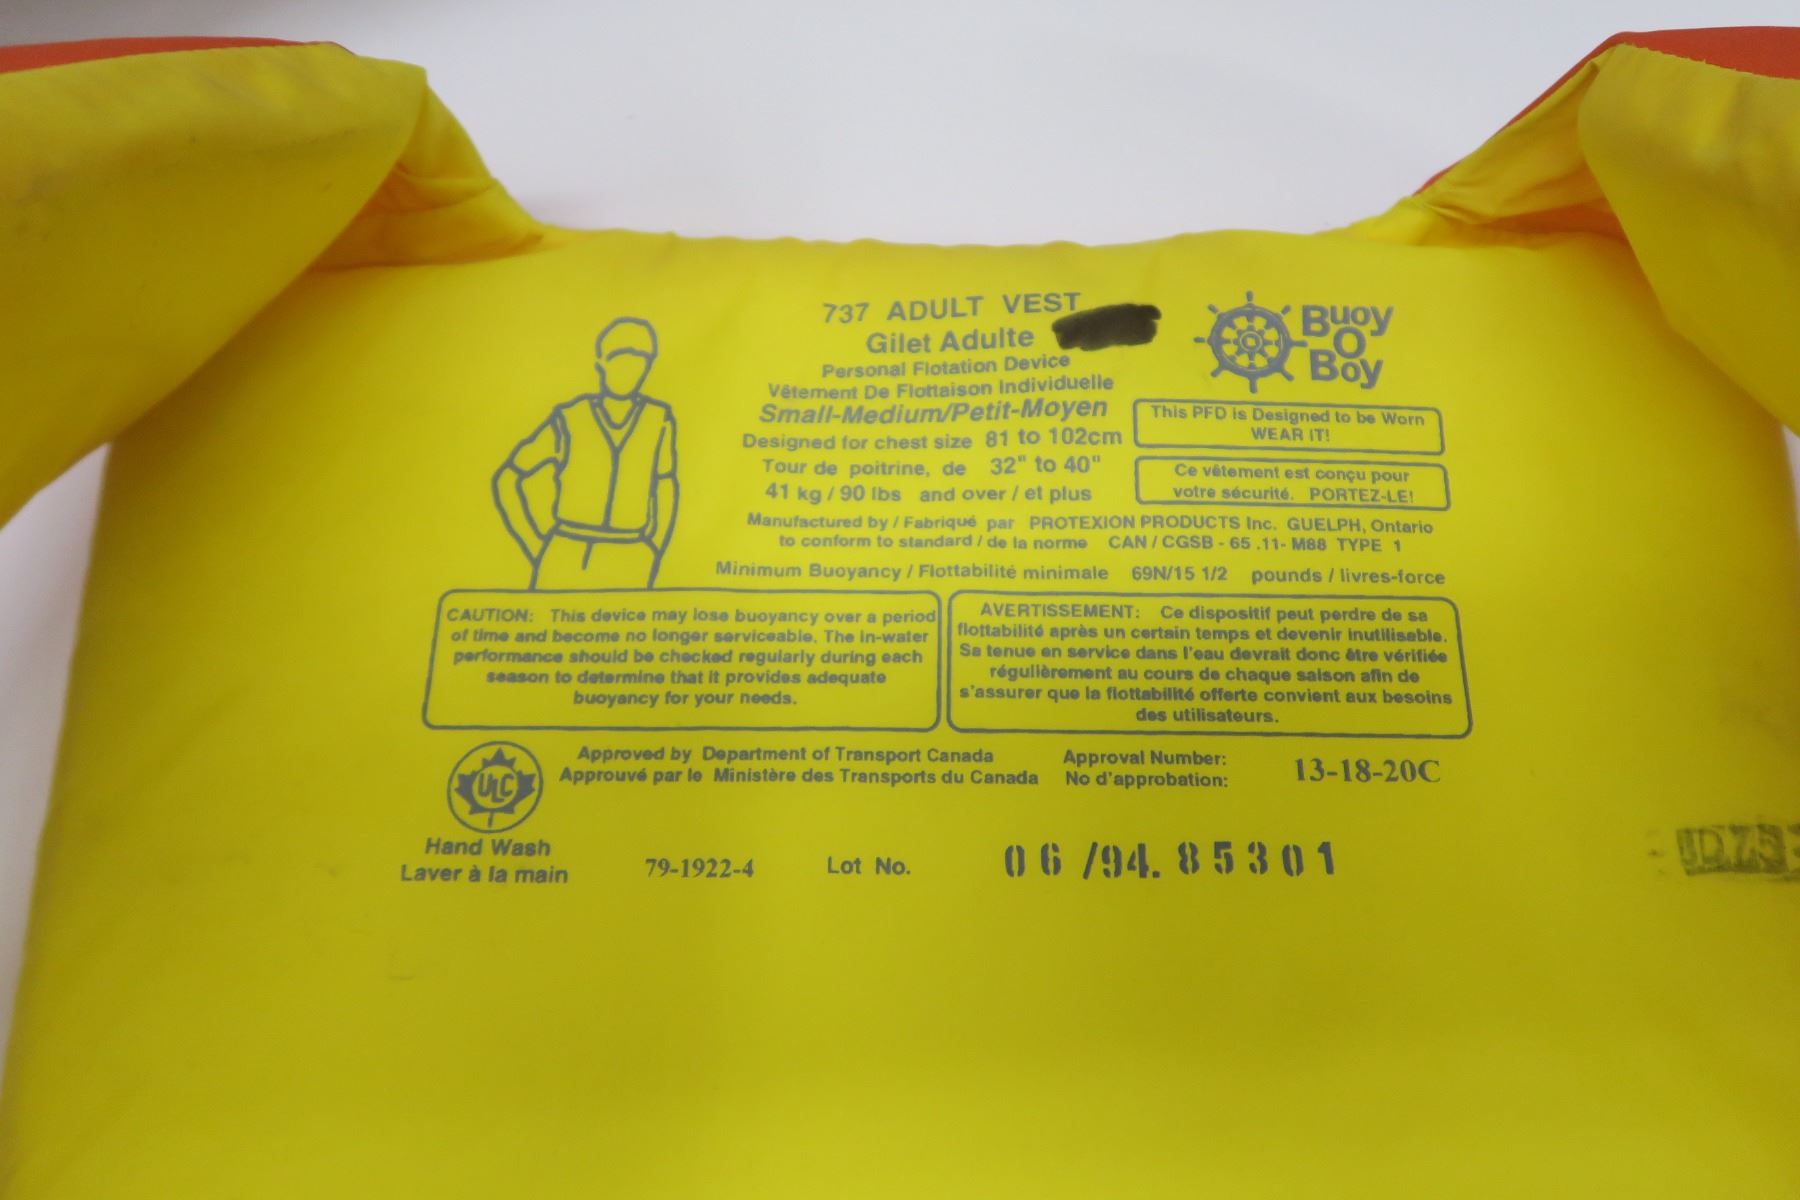 737 ADULT VEST
Gilet Adulte
Personal Flotation Device
Vêtement De Flottaison Individuelle
Small-Medium/Petit-Moyen
Designed for chest size 81 to 102cm
Tour de poitrine, de 32" to 40"
41 kg / 90 lbs and over / et plus
Buoy
O
Boy
This PFD is Designed to be Worn
WEAR IT!
Ce vêtement est conçu pour
votre sécurité. PORTEZ-LE!
Manufactured by / Fabriqué par PROTEXION PRODUCTS Inc. GUELPH, Ontario
to conform to standard / de la norme CAN / CGSB - 65 .11- M88 TYPE 1
Minimum Buoyancy / Flottabilité minimale 69N/15 1/2 pounds / livres-force
CAUTION: This device may lose buoyancy over a period
of time and become no longer serviceable. The in-water
performance should be checked regularly during each
season to determine that it provides adequate
buoyancy for your needs.
AVERTISSEMENT: Ce dispositif peut perdre de sa
flottabilité après un certain temps et devenir inutilisable.
Sa tenue en service dans l'eau devrait donc être vérifiée
régulièrement au cours de chaque saison afin de
s'assurer que la flottabilité offerte convient aux besoins
des utilisateurs.
ULC
Approved by Department of Transport Canada
Approuvé par le Ministère des Transports du Canada
Approval Number:
No d'approbation:
13-18-20C
Hand Wash
Laver à la main
79-1922-4
Lot No.
06 /94. 85301